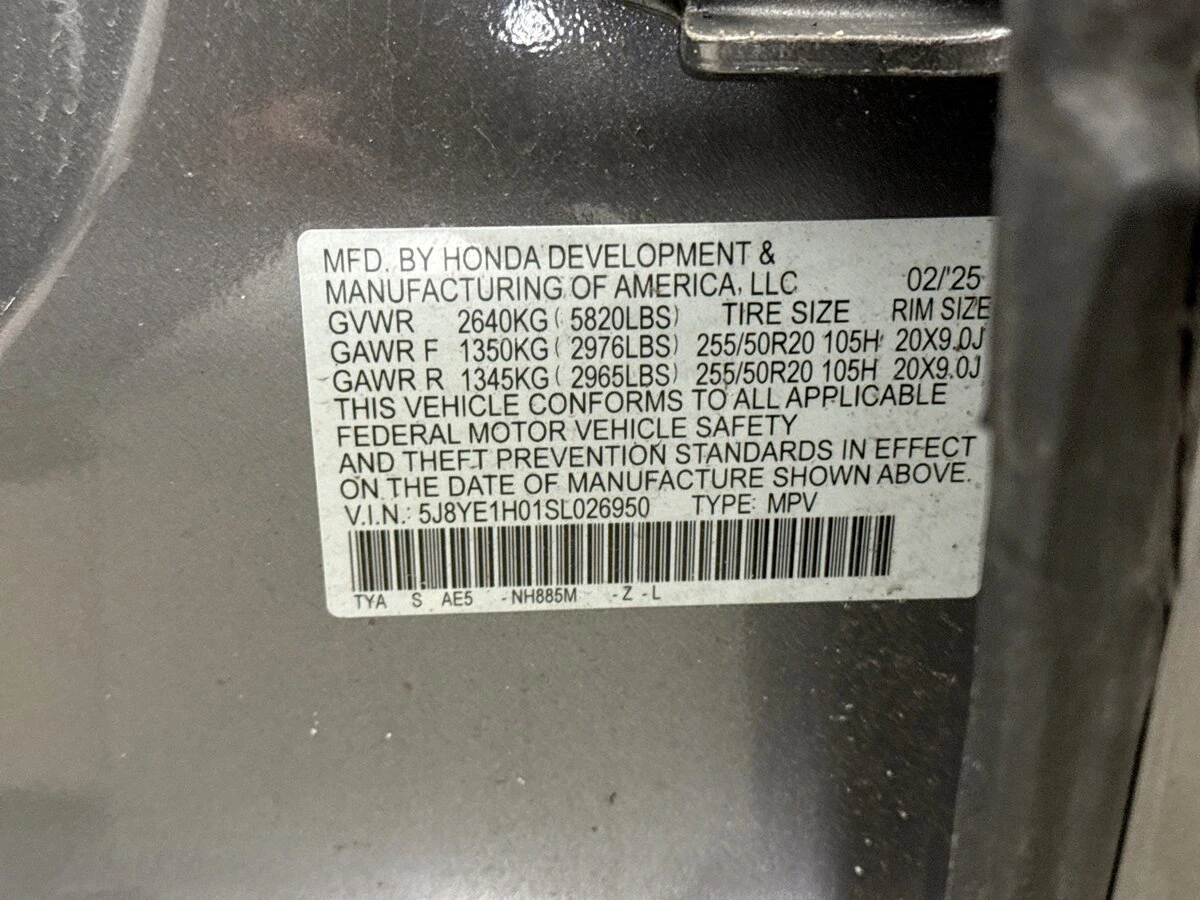 MFD. BY HONDA DEVELOPMENT &
MANUFACTURING OF AMERICA, LLC 02/'25
GVWR 2640KG ( 5820LBS) TIRE SIZE RIM SIZE
GAWR F 1350KG ( 2976LBS) 255/50R20 105H 20X9.0J
GAWR R 1345KG ( 2965LBS) 255/50R20 105H 20X9.0J
THIS VEHICLE CONFORMS TO ALL APPLICABLE
FEDERAL MOTOR VEHICLE SAFETY
AND THEFT PREVENTION STANDARDS IN EFFECT
ON THE DATE OF MANUFACTURE SHOWN ABOVE.
V.I.N.: 5J8YE1H01SL026950 TYPE: MPV
TYA S AE5 -NH885M -Z -L